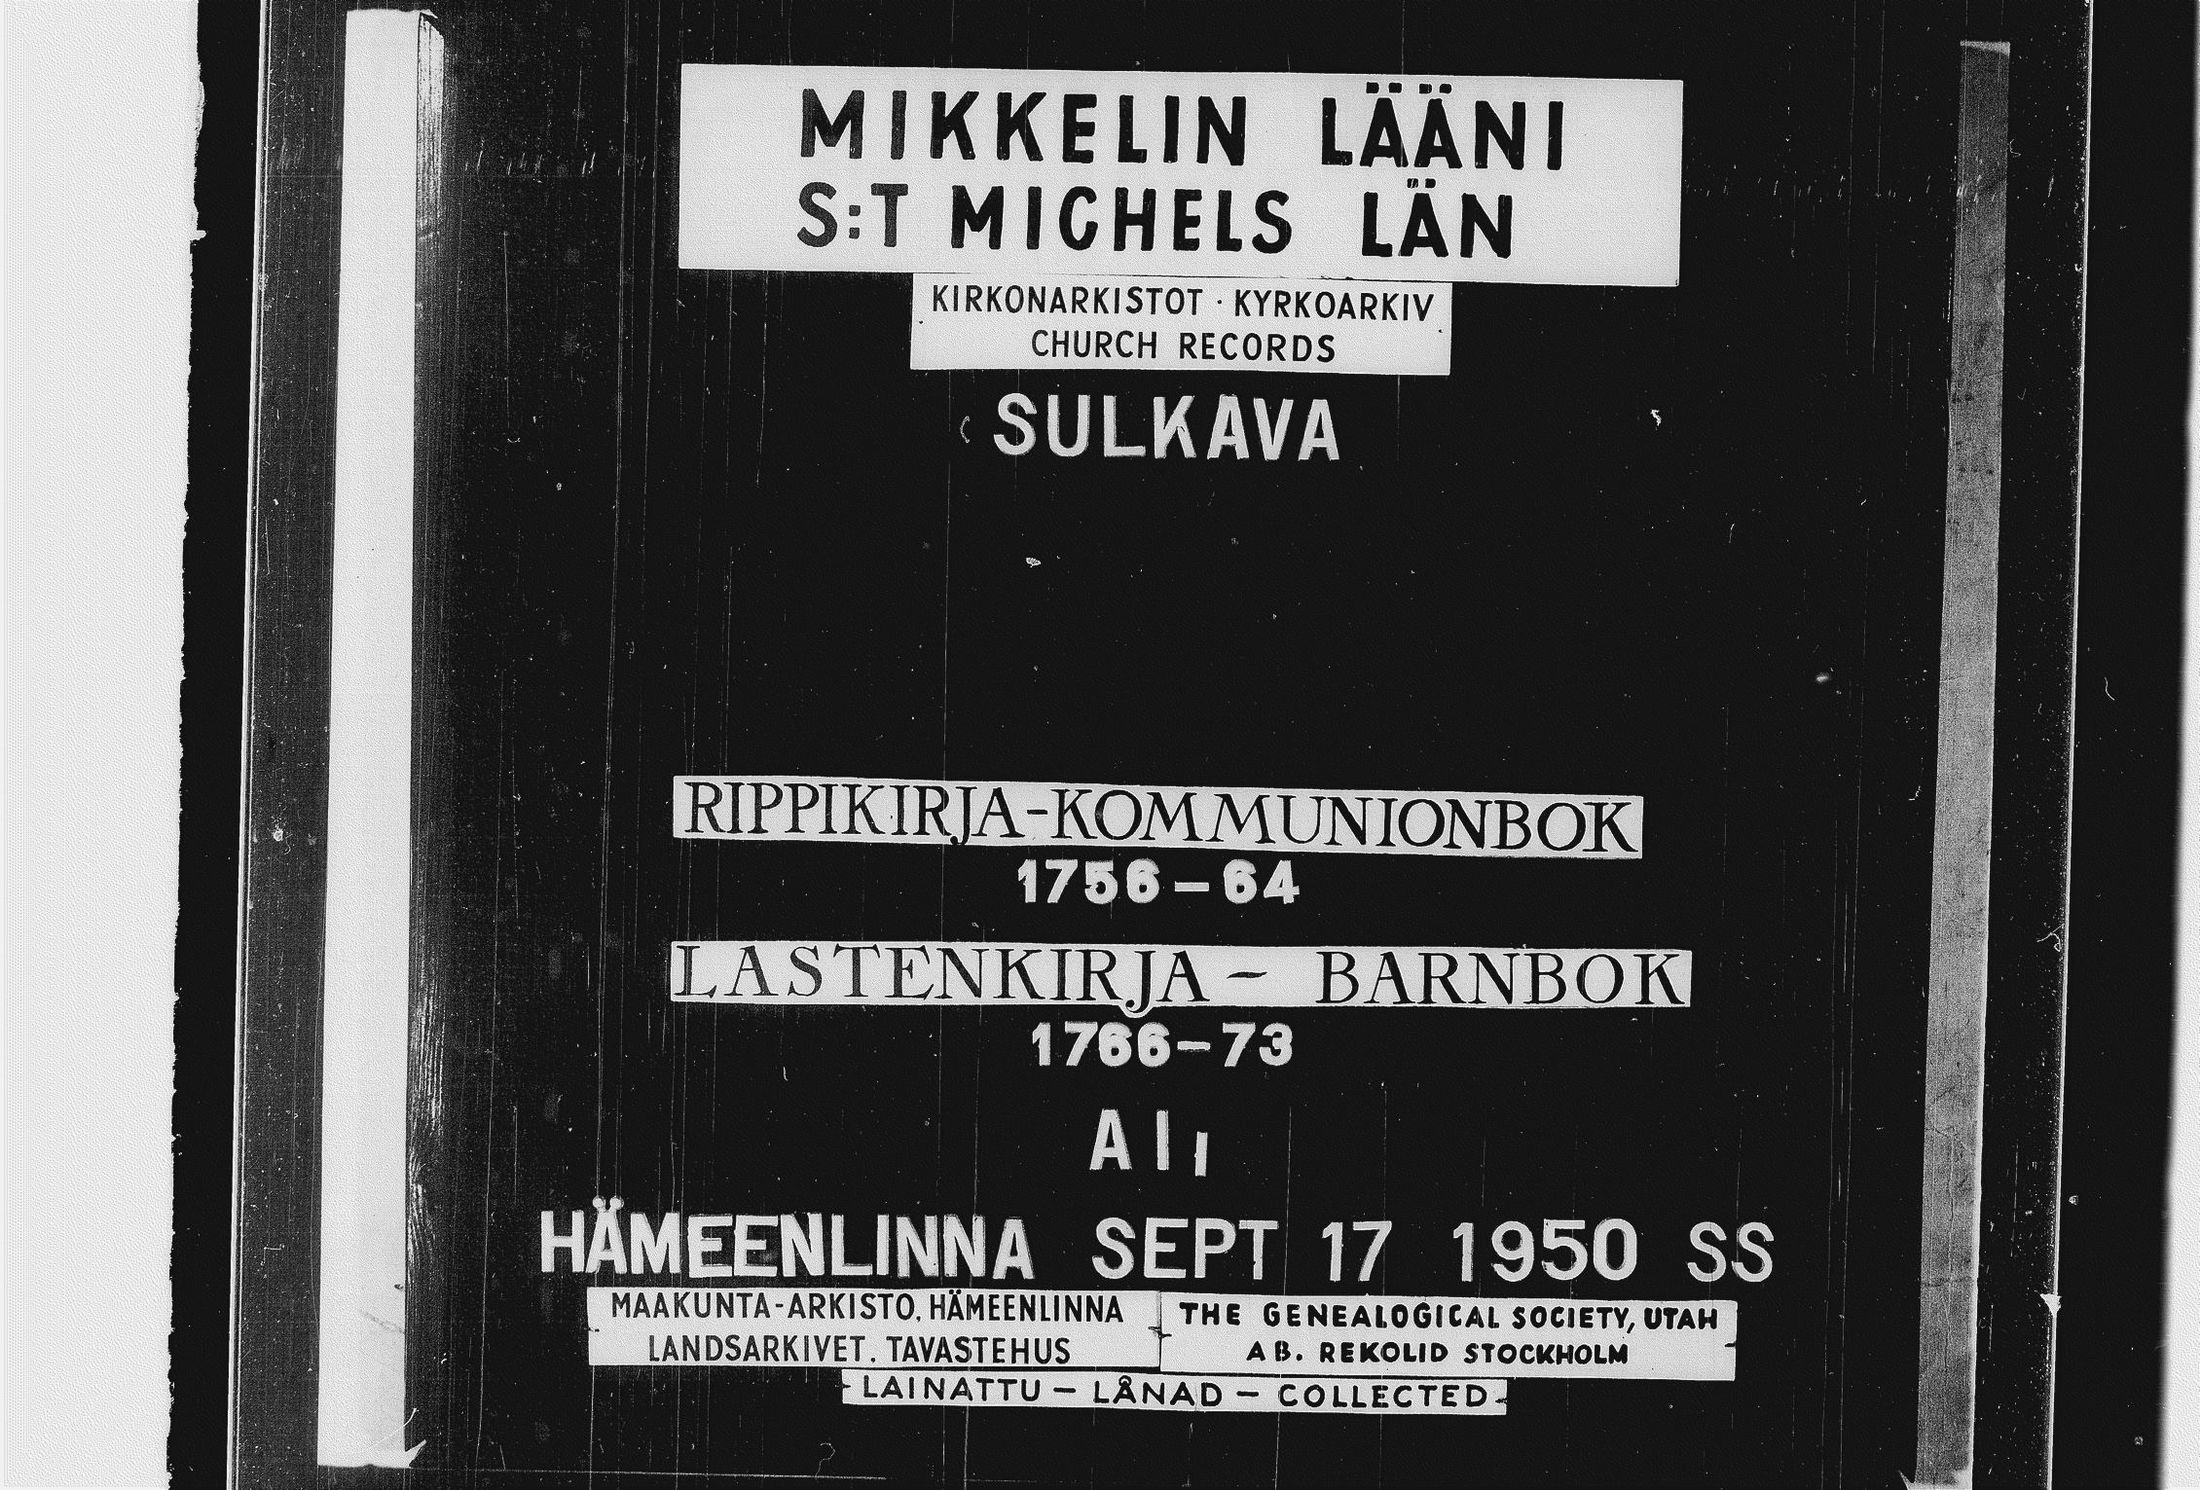 MIKKELIN LÄÄNI
S:T MICHELS LÄN
KIRKONARKISTOT · KYRKOARKIV
CHURCH RECORDS
SULKAVA
RIPPIKIRJA-KOMMUNIONBOK
1756-64
LASTENKIRJA - BARNBOK
1766-73
A I 1
HÄMEENLINNA SEPT 17 1950 SS
MAAKUNTA-ARKISTO, HÄMEENLINNA
LANDSARKIVET. TAVASTEHUS
THE GENEALOGICAL SOCIETY, UTAH
AB. REKOLID STOCKHOLM
LAINATTU - LÅNAD - COLLECTED